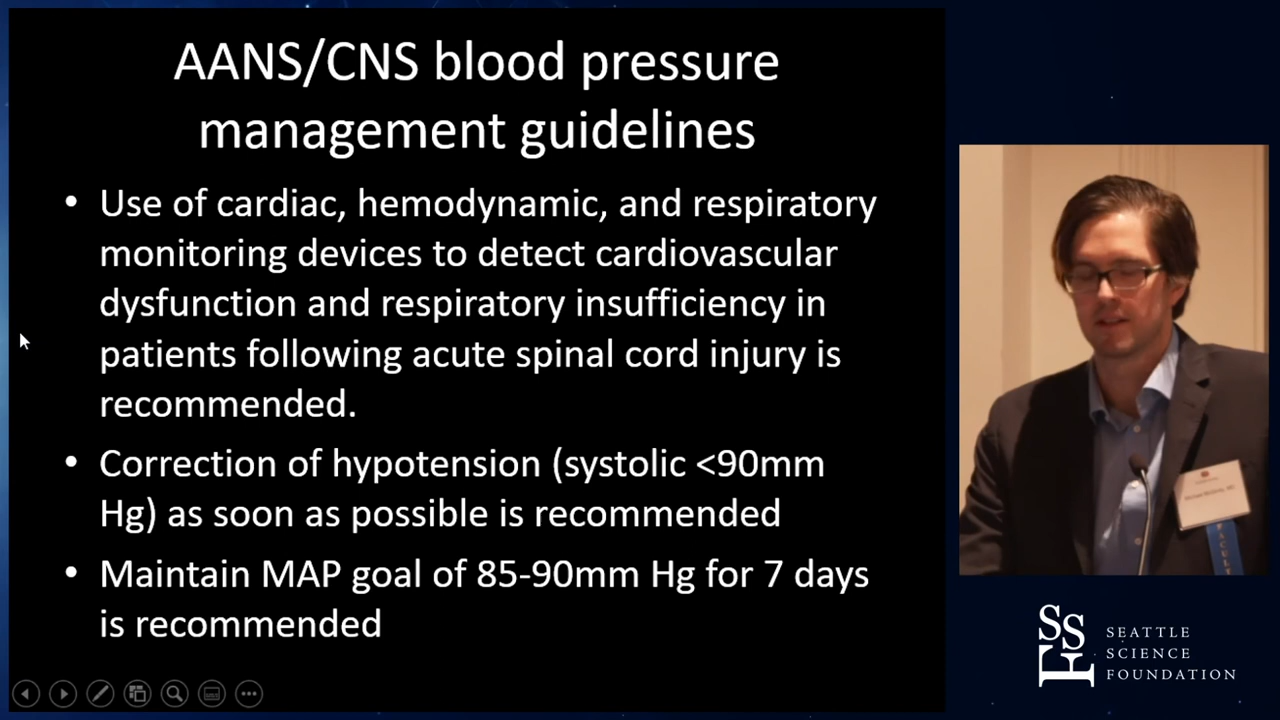 AANS/CNS blood pressure
management guidelines
• Use of cardiac, hemodynamic, and respiratory
monitoring devices to detect cardiovascular
dysfunction and respiratory insufficiency in
patients following acute spinal cord injury is
recommended.
• Correction of hypotension (systolic <90mm
Hg) as soon as possible is recommended
• Maintain MAP goal of 85-90mm Hg for 7 days
is recommended
FACULT
SSF
SEATTLE
SCIENCE
FOUNDATION